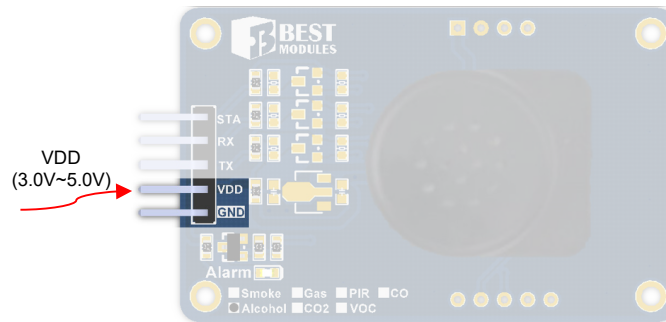 BEST
MODULES
STA
RX
TX
VDD
(3.0V~5.0V)
VDD
GND
Alarm
Smoke Gas PIR CO
Alcohol CO2 VOC